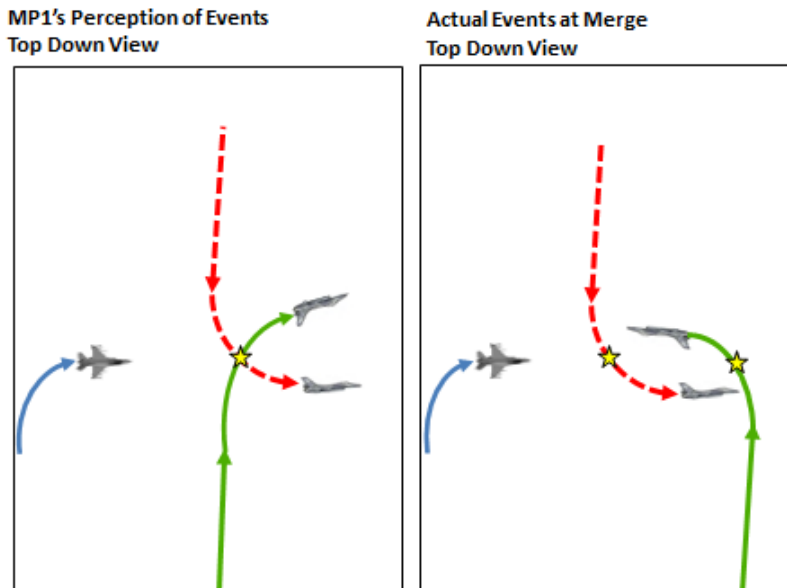 MP1's Perception of Events
Top Down View
Actual Events at Merge
Top Down View